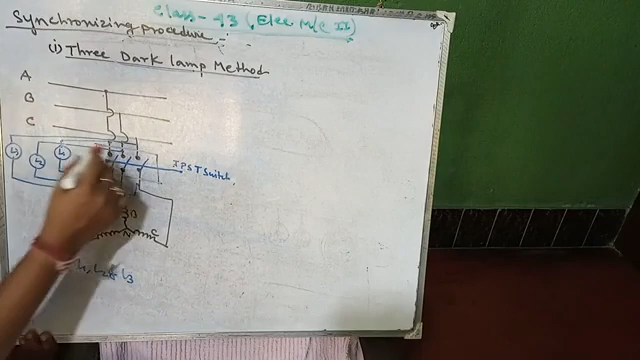 Class-43 (Elec M/C II)
Synchronizing procedure :-
(i) Three Dark lamp Method
A
B
C
L3 L2 L1
TPST Switch,
B
N
C
L1, L2 & L3